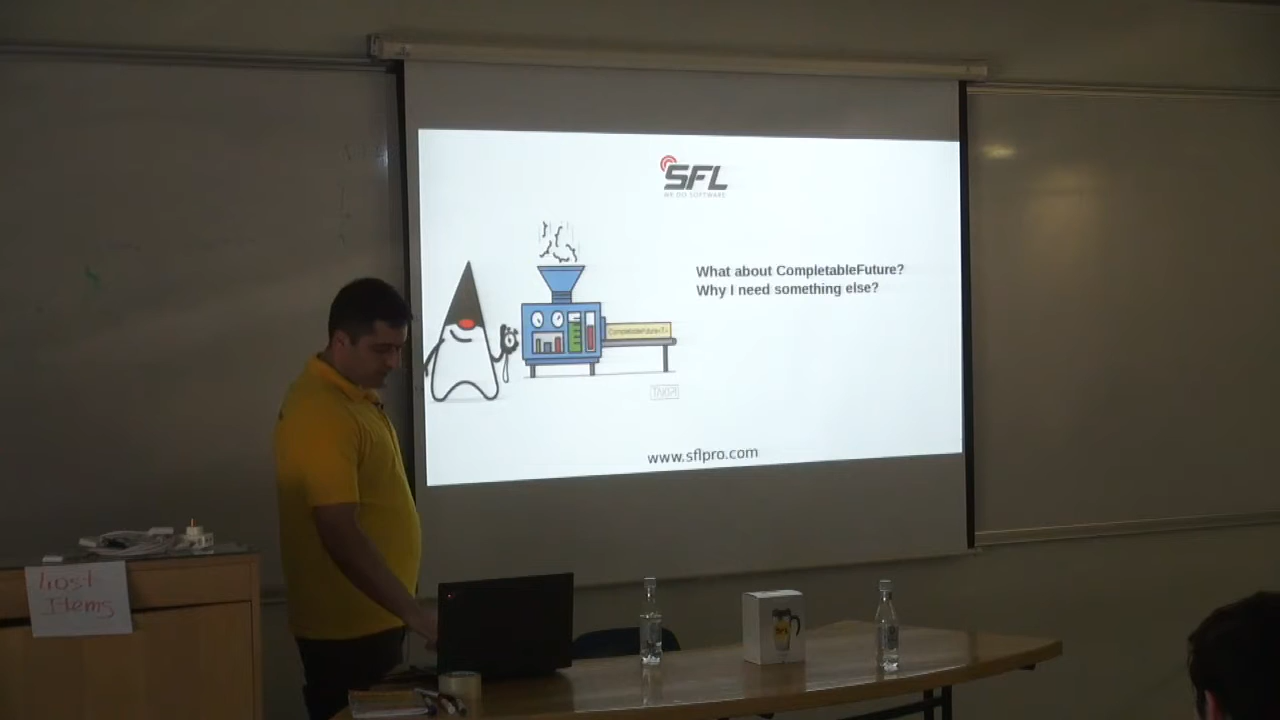 SFL
WE DO SOFTWARE
What about CompletableFuture?
Why I need something else?
CompletableFuture<T>
www.sflpro.com
Lost
Items